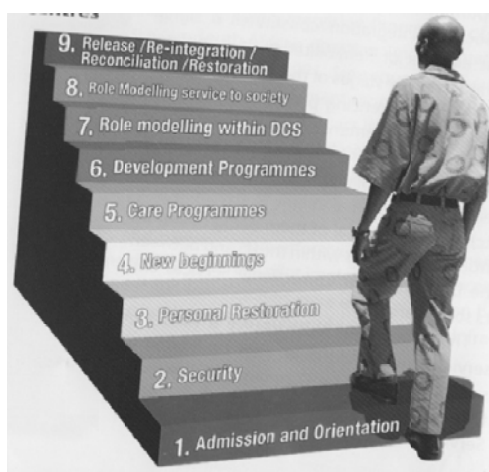 9. Release /Re-integration /
Reconciliation /Restoration
8. Role Modelling service to society
7. Role modelling within DCS
6. Development Programmes
5. Care Programmes
4. New beginnings
3. Personal Restoration
2. Security
1. Admission and Orientation